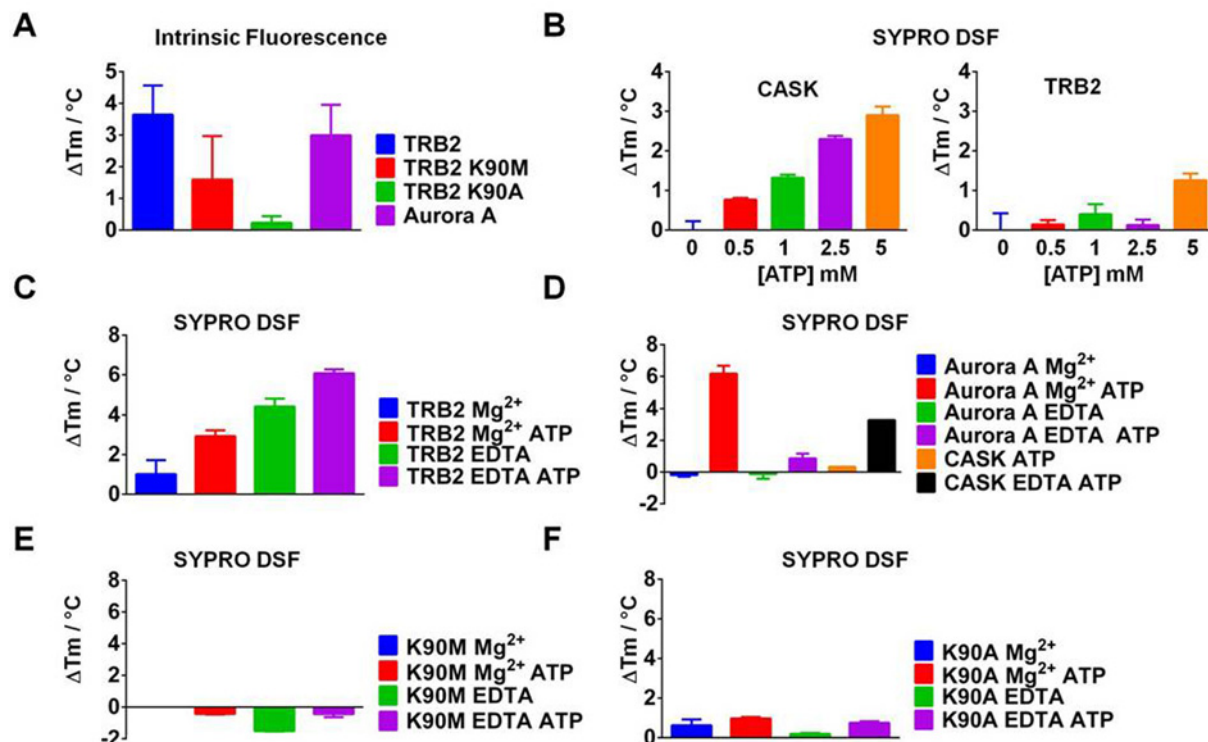 A
Intrinsic Fluorescence
ΔTm / °C
5
4
3
2
1
0
TRB2
TRB2 K90M
TRB2 K90A
Aurora A
B
SYPRO DSF
ΔTm / °C
4
3
2
1
0
CASK
0 0.5 1 2.5 5
[ATP] mM
ΔTm / °C
4
3
2
1
0
TRB2
0 0.5 1 2.5 5
[ATP] mM
C
SYPRO DSF
ΔTm / °C
8
6
4
2
0
TRB2 Mg²⁺
TRB2 Mg²⁺ ATP
TRB2 EDTA
TRB2 EDTA ATP
D
SYPRO DSF
ΔTm / °C
8
6
4
2
0
-2
Aurora A Mg²⁺
Aurora A Mg²⁺ ATP
Aurora A EDTA
Aurora A EDTA ATP
CASK ATP
CASK EDTA ATP
E
SYPRO DSF
ΔTm / °C
8
6
4
2
0
-2
K90M Mg²⁺
K90M Mg²⁺ ATP
K90M EDTA
K90M EDTA ATP
F
SYPRO DSF
ΔTm / °C
8
6
4
2
0
K90A Mg²⁺
K90A Mg²⁺ ATP
K90A EDTA
K90A EDTA ATP